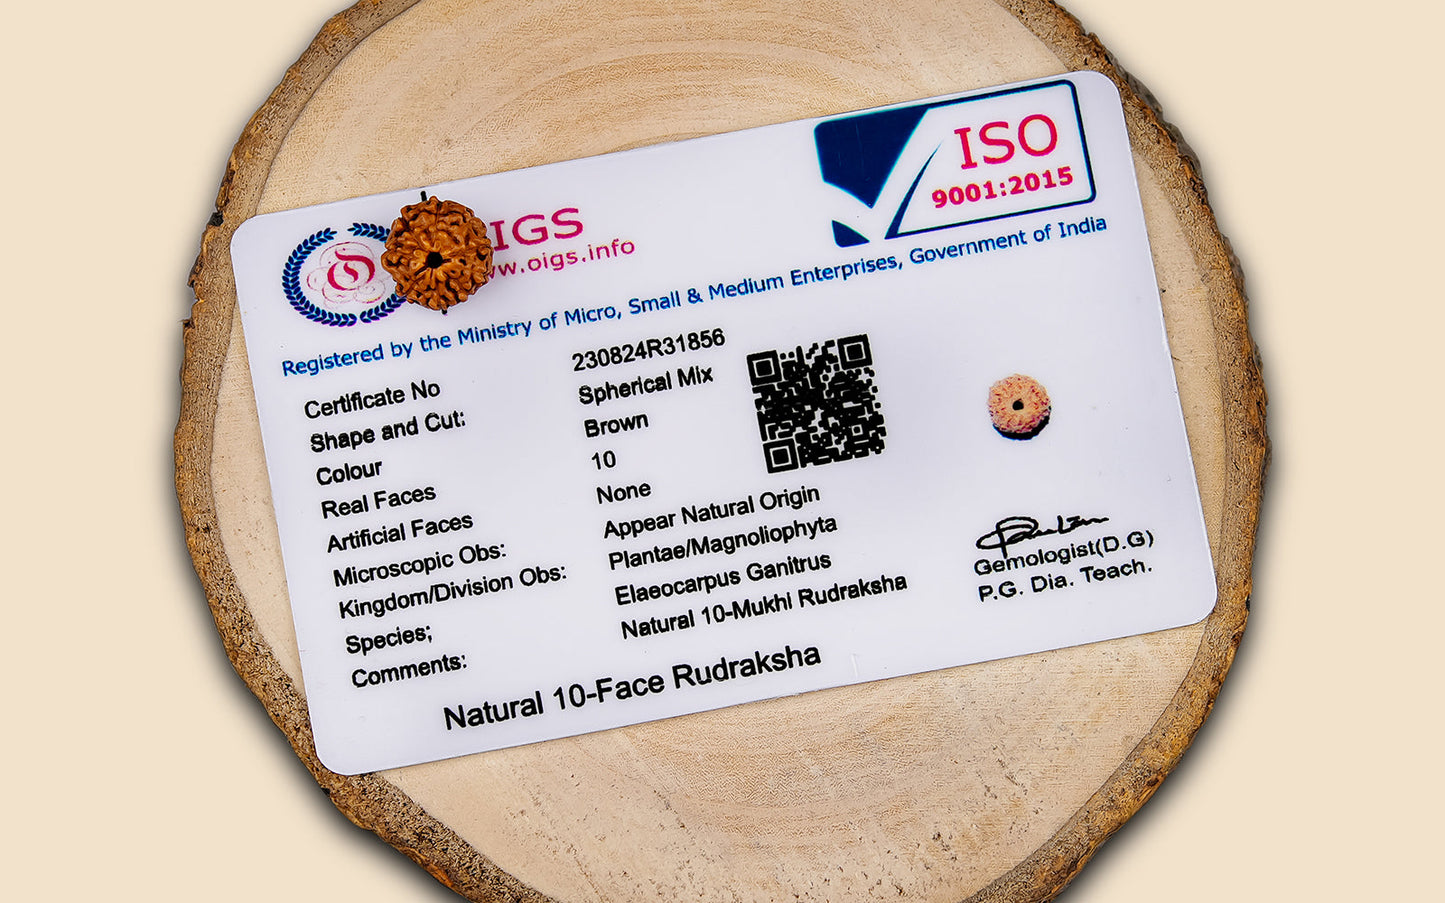 IGS
www.oigs.info
ISO
9001:2015
Registered by the Ministry of Micro, Small & Medium Enterprises, Government of India
Certificate No 230824R31856
Shape and Cut: Spherical Mix
Colour Brown
Real Faces 10
Artificial Faces None
Microscopic Obs: Appear Natural Origin
Kingdom/Division Obs: Plantae/Magnoliophyta
Species; Elaeocarpus Ganitrus
Comments: Natural 10-Mukhi Rudraksha
Natural 10-Face Rudraksha
Gemologist(D.G)
P.G. Dia. Teach.